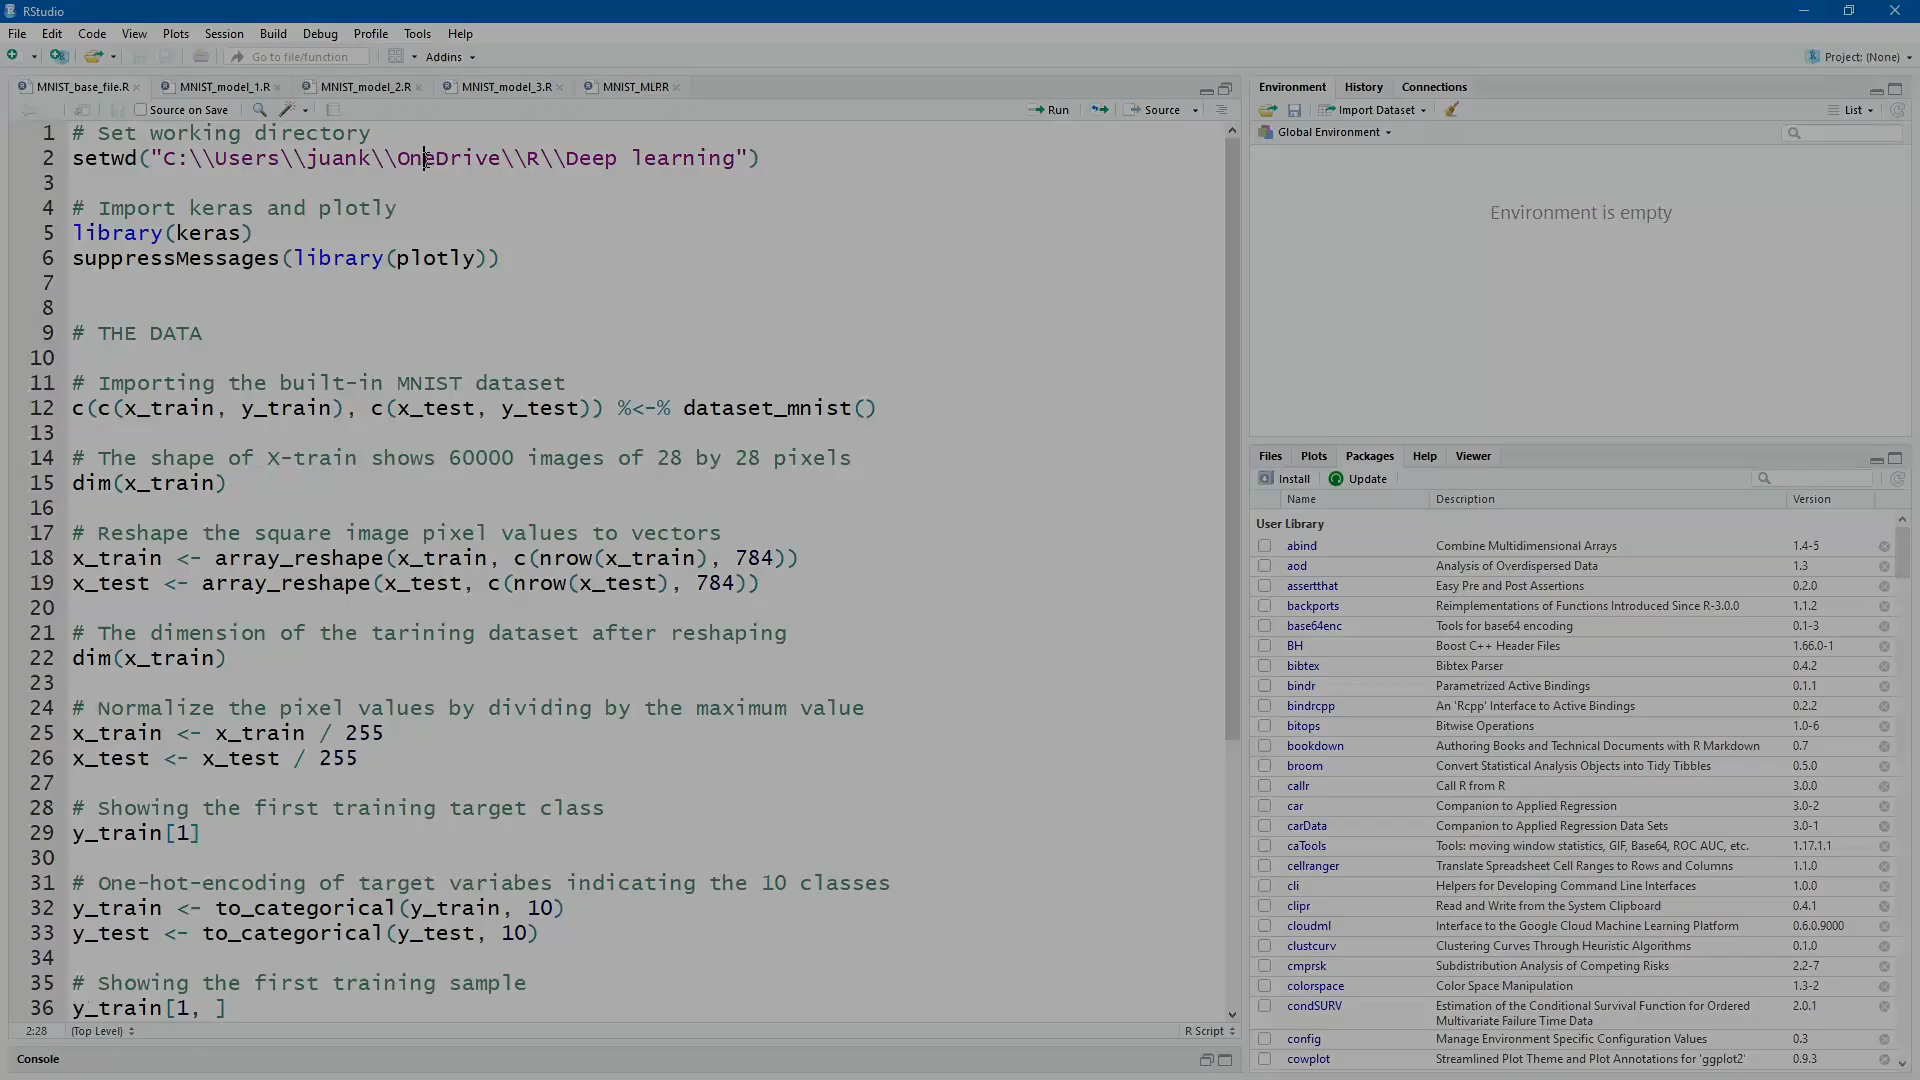 RStudio
File Edit Code View Plots Session Build Debug Profile Tools Help
Go to file/function Addins Project: (None)
MNIST_base_file.R MNIST_model_1.R MNIST_model_2.R MNIST_model_3.R MNIST_MLP.R
Source on Save Run Source
1 # Set working directory
2 setwd("C:\\Users\\juank\\OneDrive\\R\\Deep learning")
3
4 # Import keras and plotly
5 library(keras)
6 suppressMessages(library(plotly))
7
8
9 # THE DATA
10
11 # Importing the built-in MNIST dataset
12 c(c(x_train, y_train), c(x_test, y_test)) %<-% dataset_mnist()
13
14 # The shape of X-train shows 60000 images of 28 by 28 pixels
15 dim(x_train)
16
17 # Reshape the square image pixel values to vectors
18 x_train <- array_reshape(x_train, c(nrow(x_train), 784))
19 x_test <- array_reshape(x_test, c(nrow(x_test), 784))
20
21 # The dimension of the tarining dataset after reshaping
22 dim(x_train)
23
24 # Normalize the pixel values by dividing by the maximum value
25 x_train <- x_train / 255
26 x_test <- x_test / 255
27
28 # Showing the first training target class
29 y_train[1]
30
31 # One-hot-encoding of target variabes indicating the 10 classes
32 y_train <- to_categorical(y_train, 10)
33 y_test <- to_categorical(y_test, 10)
34
35 # Showing the first training sample
36 y_train[1, ]
2:28 (Top Level) R Script
Console
Environment History Connections
Import Dataset List
Global Environment
Environment is empty
Files Plots Packages Help Viewer
Install Update
Name Description Version
User Library
abind Combine Multidimensional Arrays 1.4-5
aod Analysis of Overdispersed Data 1.3
assertthat Easy Pre and Post Assertions 0.2.0
backports Reimplementations of Functions Introduced Since R-3.0.0 1.1.2
base64enc Tools for base64 encoding 0.1-3
BH Boost C++ Header Files 1.66.0-1
bibtex Bibtex Parser 0.4.2
bindr Parametrized Active Bindings 0.1.1
bindrcpp An 'Rcpp' Interface to Active Bindings 0.2.2
bitops Bitwise Operations 1.0-6
bookdown Authoring Books and Technical Documents with R Markdown 0.7
broom Convert Statistical Analysis Objects into Tidy Tibbles 0.5.0
callr Call R from R 3.0.0
car Companion to Applied Regression 3.0-2
carData Companion to Applied Regression Data Sets 3.0-1
caTools Tools: moving window statistics, GIF, Base64, ROC AUC, etc. 1.17.1.1
cellranger Translate Spreadsheet Cell Ranges to Rows and Columns 1.1.0
cli Helpers for Developing Command Line Interfaces 1.0.0
clipr Read and Write from the System Clipboard 0.4.1
cloudml Interface to the Google Cloud Machine Learning Platform 0.6.0.9000
clustcurv Clustering Curves Through Heuristic Algorithms 0.1.0
cmprsk Subdistribution Analysis of Competing Risks 2.2-7
colorspace Color Space Manipulation 1.3-2
condSURV Estimation of the Conditional Survival Function for Ordered 2.0.1
Multivariate Failure Time Data
config Manage Environment Specific Configuration Values 0.3
cowplot Streamlined Plot Theme and Plot Annotations for 'ggplot2' 0.9.3